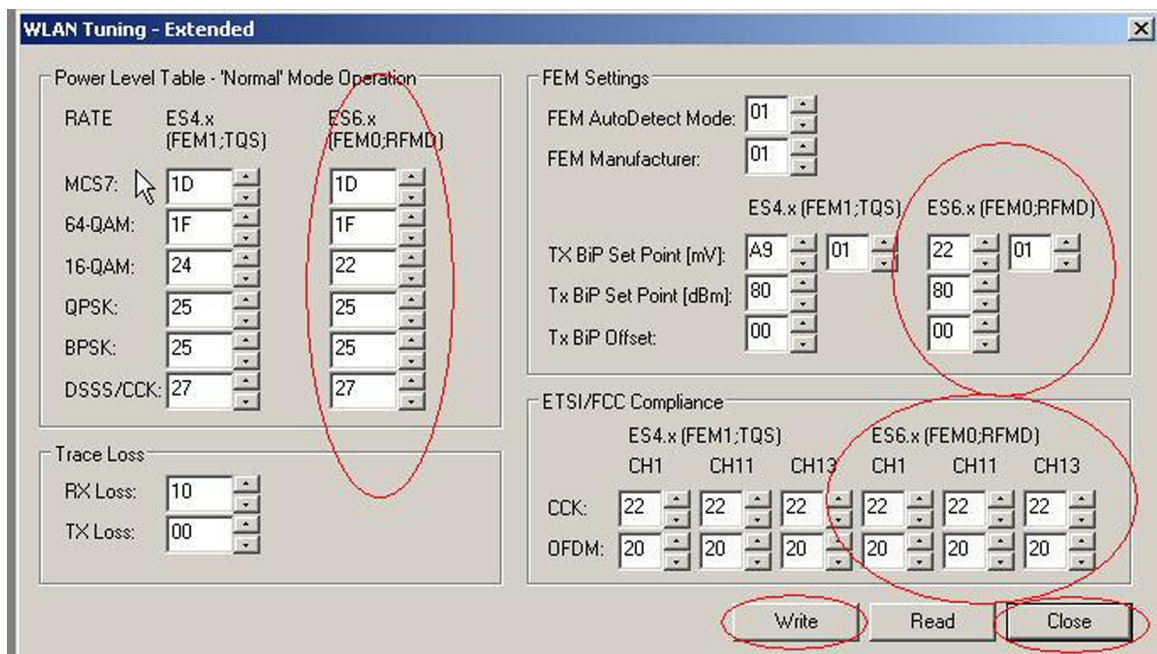 WLAN Tuning - Extended
Power Level Table - 'Normal' Mode Operation
RATE ES4.x (FEM1;TQS) ES6.x (FEM0;RFMD)
MCS7: 1D 1D
64-QAM: 1F 1F
16-QAM: 24 22
QPSK: 25 25
BPSK: 25 25
DSSS/CCK: 27 27
Trace Loss
RX Loss: 10
TX Loss: 00
FEM Settings
FEM AutoDetect Mode: 01
FEM Manufacturer: 01
ES4.x (FEM1;TQS) ES6.x (FEM0;RFMD)
TX BiP Set Point [mV]: A9 01 22 01
Tx BiP Set Point [dBm]: 80 80
Tx BiP Offset: 00 00
ETSI/FCC Compliance
ES4.x (FEM1;TQS) ES6.x (FEM0;RFMD)
CH1 CH11 CH13 CH1 CH11 CH13
CCK: 22 22 22 22 22 22
OFDM: 20 20 20 20 20 20
Write Read Close